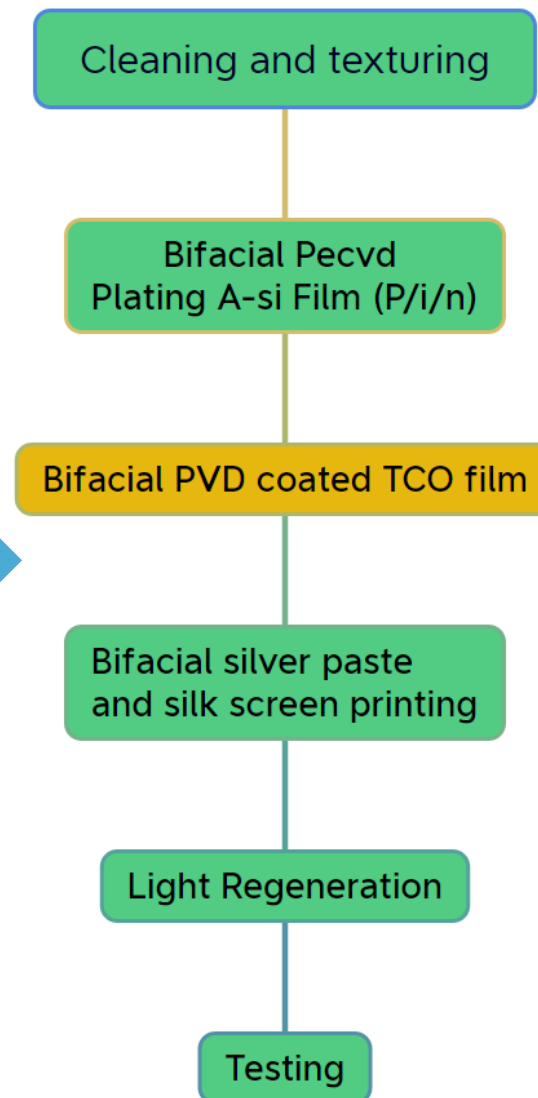 Cleaning and texturing
Bifacial Pecvd
Plating A-si Film (P/i/n)
Bifacial PVD coated TCO film
Bifacial silver paste
and silk screen printing
Light Regeneration
Testing